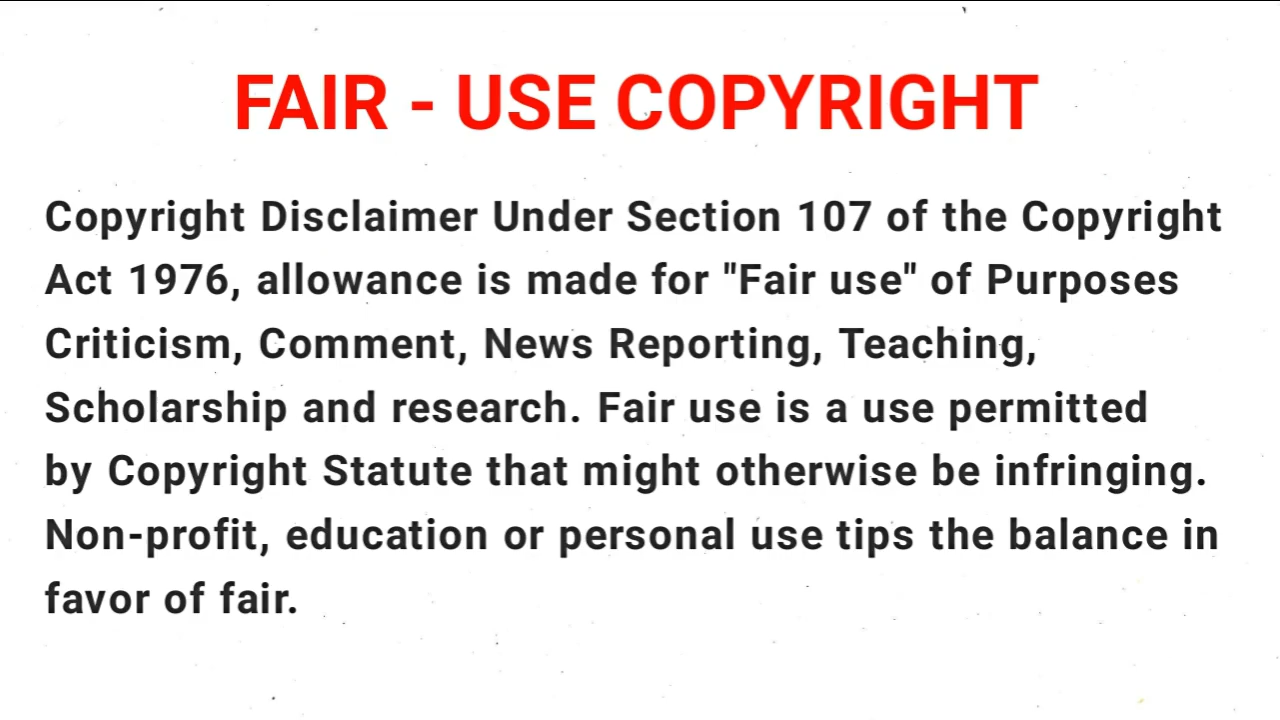 FAIR - USE COPYRIGHT
Copyright Disclaimer Under Section 107 of the Copyright
Act 1976, allowance is made for "Fair use" of Purposes
Criticism, Comment, News Reporting, Teaching,
Scholarship and research. Fair use is a use permitted
by Copyright Statute that might otherwise be infringing.
Non-profit, education or personal use tips the balance in
favor of fair.